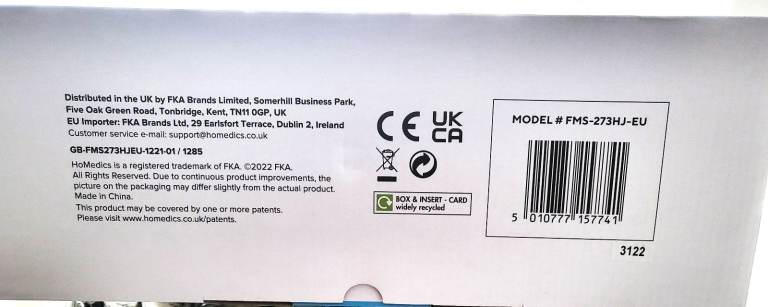 Distributed in the UK by FKA Brands Limited, Somerhill Business Park,
Five Oak Green Road, Tonbridge, Kent, TN11 0GP, UK
EU Importer: FKA Brands Ltd, 29 Earlsfort Terrace, Dublin 2, Ireland
Customer service e-mail: support@homedics.co.uk
GB-FMS273HJEU-1221-01 / 1285
HoMedics is a registered trademark of FKA. ©2022 FKA.
All Rights Reserved. Due to continuous product improvements, the
picture on the packaging may differ slightly from the actual product.
Made in China.
This product may be covered by one or more patents.
Please visit www.homedics.co.uk/patents.
CE
UK
CA
BOX & INSERT - CARD
widely recycled
MODEL # FMS-273HJ-EU
5 010777 157741
3122